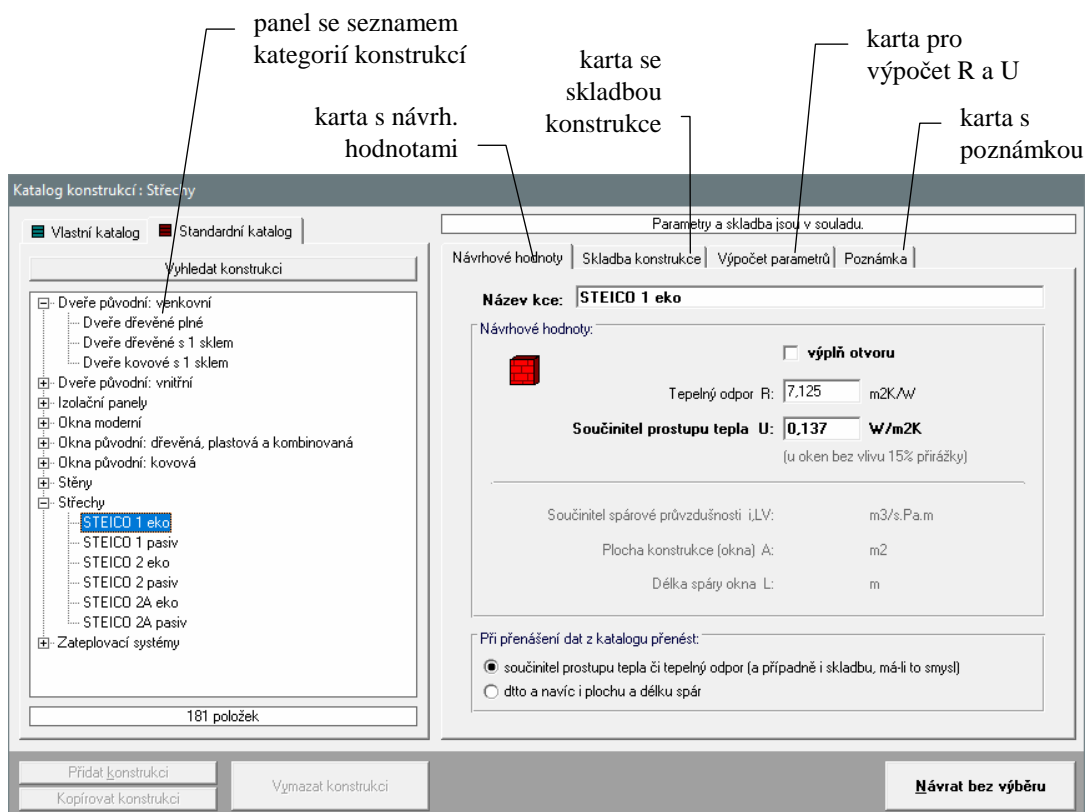 panel se seznamem
kategorií konstrukcí
karta se
skladbou
konstrukce
karta pro
výpočet R a U
karta s návrh.
hodnotami
karta s
poznámkou
Katalog konstrukcí : Střechy
Vlastní katalog
Standardní katalog
Vyhledat konstrukci
Dveře původní: venkovní
Dveře dřevěné plné
Dveře dřevěné s 1 sklem
Dveře kovové s 1 sklem
Dveře původní: vnitřní
Izolační panely
Okna moderní
Okna původní: dřevěná, plastová a kombinovaná
Okna původní: kovová
Stěny
Střechy
STEICO 1 eko
STEICO 1 pasiv
STEICO 2 eko
STEICO 2 pasiv
STEICO 2A eko
STEICO 2A pasiv
Zateplovací systémy
181 položek
Parametry a skladba jsou v souladu.
Návrhové hodnoty Skladba konstrukce Výpočet parametrů Poznámka
Název kce: STEICO 1 eko
Návrhové hodnoty:
výplň otvoru
Tepelný odpor R: 7,125 m2K/W
Součinitel prostupu tepla U: 0,137 W/m2K
(u oken bez vlivu 15% přirážky)
Součinitel spárové průvzdušnosti i,LV: m3/s.Pa.m
Plocha konstrukce (okna) A: m2
Délka spáry okna L: m
Při přenášení dat z katalogu přenést:
součinitel prostupu tepla či tepelný odpor (a případně i skladbu, má-li to smysl)
dtto a navíc i plochu a délku spár
Přidat konstrukci
Kopírovat konstrukci
Vymazat konstrukci
Návrat bez výběru